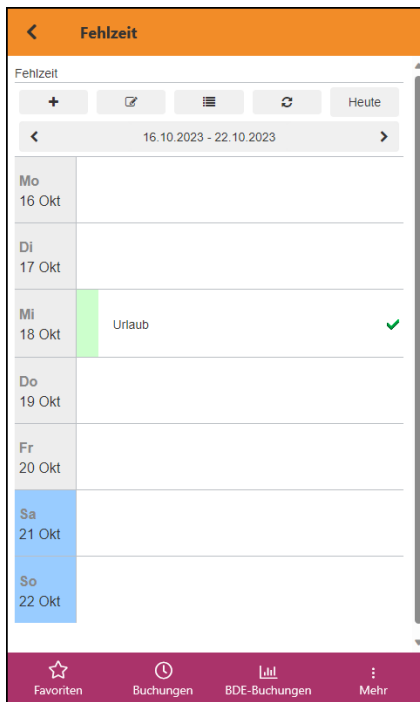 Fehlzeit
Fehlzeit
Heute
16.10.2023 - 22.10.2023
Mo
16 Okt
Di
17 Okt
Mi
18 Okt
Urlaub
Do
19 Okt
Fr
20 Okt
Sa
21 Okt
So
22 Okt
Favoriten Buchungen BDE-Buchungen Mehr